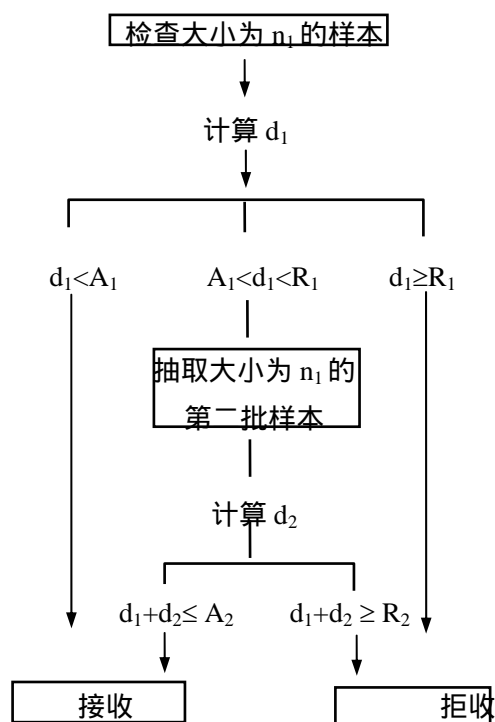 检查大小为 n₁ 的样本
计算 d₁
d₁<A₁
A₁<d₁<R₁
d₁≥R₁
抽取大小为 n₁ 的
第二批样本
计算 d₂
d₁+d₂≤ A₂
d₁+d₂ ≥ R₂
接收
拒收